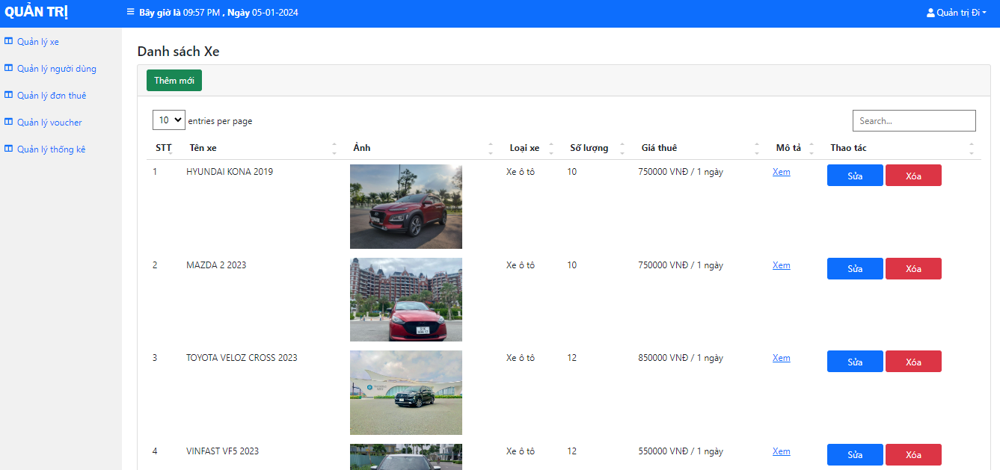 QUẢN TRỊ
Bây giờ là 09:57 PM , Ngày 05-01-2024
Quản trị Đi
Quản lý xe
Quản lý người dùng
Quản lý đơn thuê
Quản lý voucher
Quản lý thống kê
Danh sách Xe
Thêm mới
10 entries per page
Search...
STT Tên xe Ảnh Loại xe Số lượng Giá thuê Mô tả Thao tác
1 HYUNDAI KONA 2019 Xe ô tô 10 750000 VNĐ / 1 ngày Xem Sửa Xóa
2 MAZDA 2 2023 Xe ô tô 10 750000 VNĐ / 1 ngày Xem Sửa Xóa
3 TOYOTA VELOZ CROSS 2023 Xe ô tô 12 850000 VNĐ / 1 ngày Xem Sửa Xóa
4 VINFAST VF5 2023 Xe ô tô 12 550000 VNĐ / 1 ngày Xem Sửa Xóa